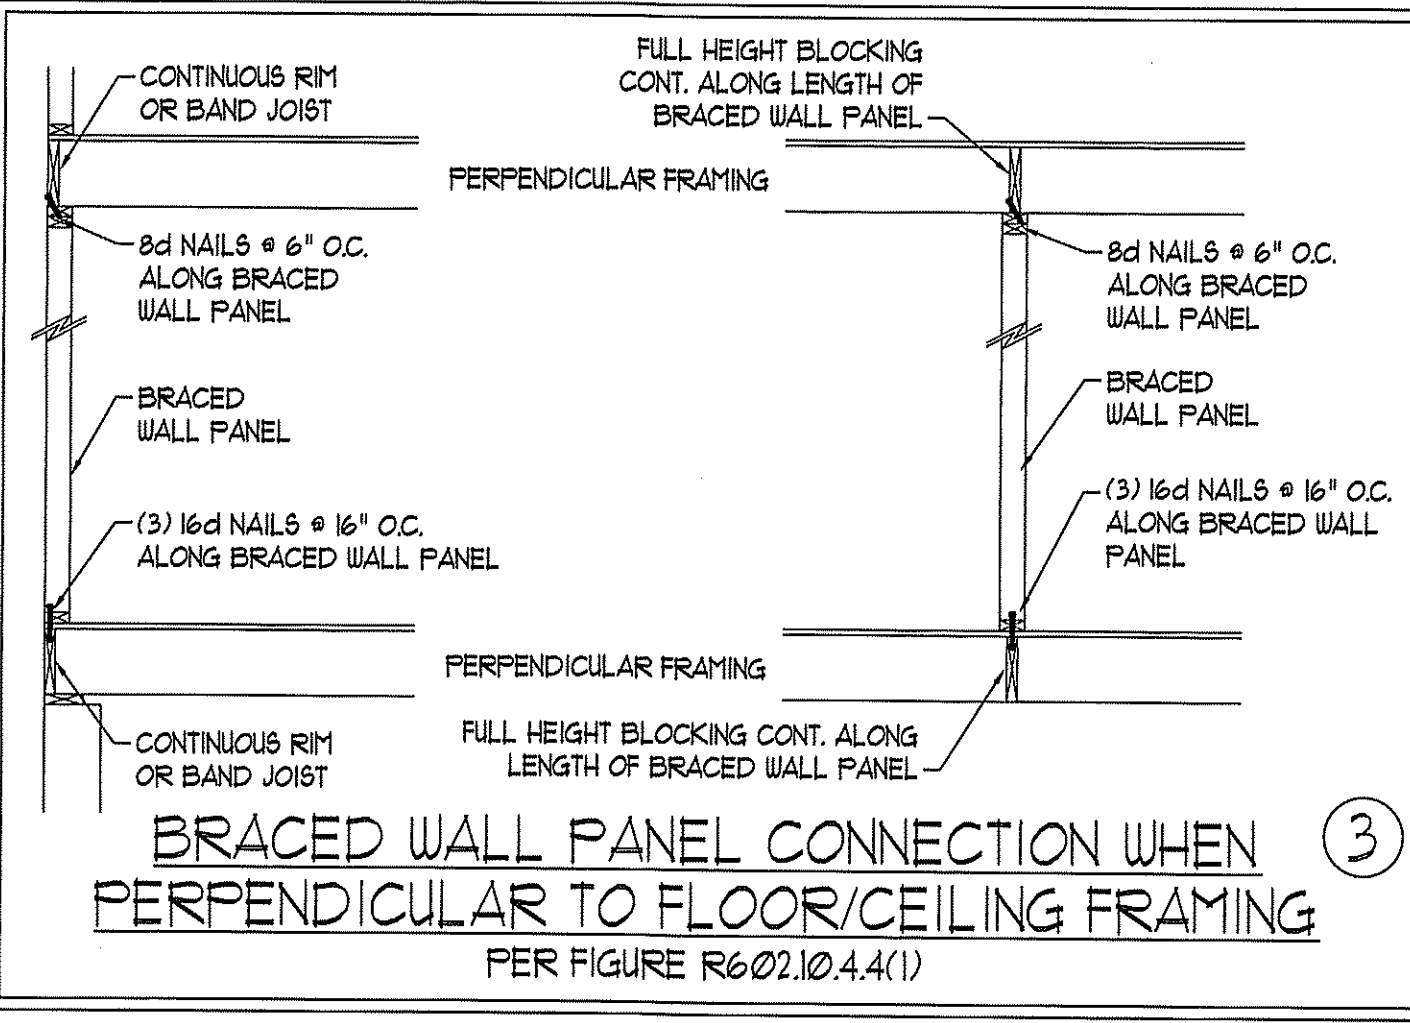 CONTINUOUS RIM
OR BAND JOIST
FULL HEIGHT BLOCKING
CONT. ALONG LENGTH OF
BRACED WALL PANEL
PERPENDICULAR FRAMING
8d NAILS @ 6" O.C.
ALONG BRACED
WALL PANEL
8d NAILS @ 6" O.C.
ALONG BRACED
WALL PANEL
BRACED
WALL PANEL
BRACED
WALL PANEL
(3) 16d NAILS @ 16" O.C.
ALONG BRACED WALL PANEL
(3) 16d NAILS @ 16" O.C.
ALONG BRACED WALL
PANEL
PERPENDICULAR FRAMING
CONTINUOUS RIM
OR BAND JOIST
FULL HEIGHT BLOCKING CONT. ALONG
LENGTH OF BRACED WALL PANEL
BRACED WALL PANEL CONNECTION WHEN
PERPENDICULAR TO FLOOR/CEILING FRAMING
PER FIGURE R602.10.4.4(1)
3